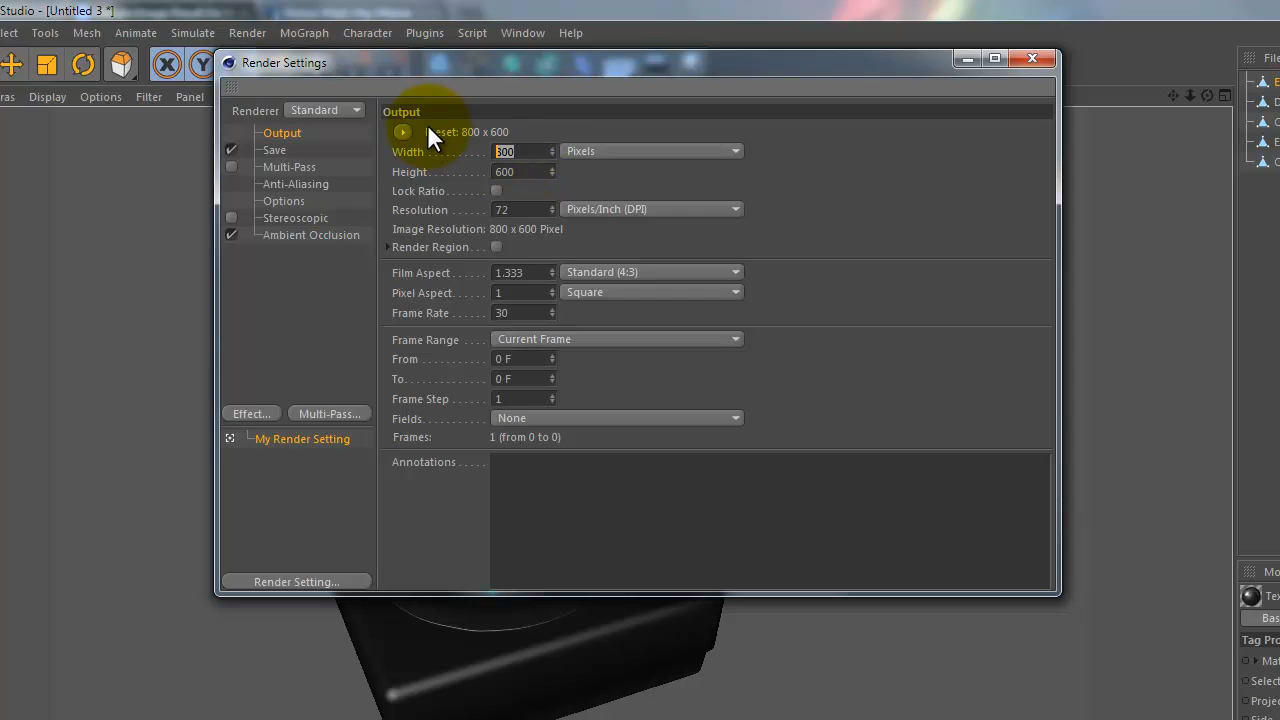 Studio - [Untitled 3 *]
Tools Mesh Animate Simulate Render MoGraph Character Plugins Script Window Help
Render Settings
Display Options Filter Panel
Renderer Standard
Output
Save
Multi-Pass
Anti-Aliasing
Options
Stereoscopic
Ambient Occlusion
Effect... Multi-Pass...
My Render Setting
Render Setting...
Output
800 x 600
Width 800 Pixels
Height 600
Lock Ratio
Resolution 72 Pixels/Inch (DPI)
Image Resolution: 800 x 600 Pixel
Render Region
Film Aspect 1.333 Standard (4:3)
Pixel Aspect 1 Square
Frame Rate 30
Frame Range Current Frame
From 0 F
To 0 F
Frame Step 1
Fields None
Frames: 1 (from 0 to 0)
Annotations
Tag Pro
Selec
Projec